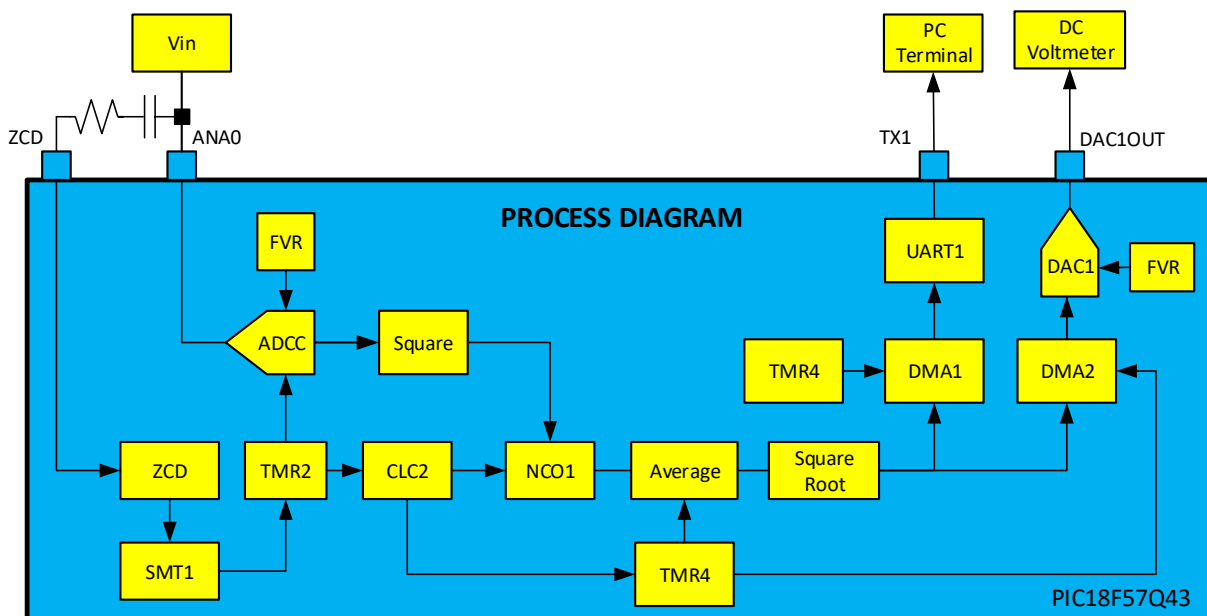 Vin
PC
Terminal
DC
Voltmeter
ZCD
ANA0
TX1
DAC1OUT
PROCESS DIAGRAM
FVR
UART1
DAC1
FVR
ADCC
Square
TMR4
DMA1
DMA2
ZCD
TMR2
CLC2
NCO1
Average
Square
Root
SMT1
TMR4
PIC18F57Q43